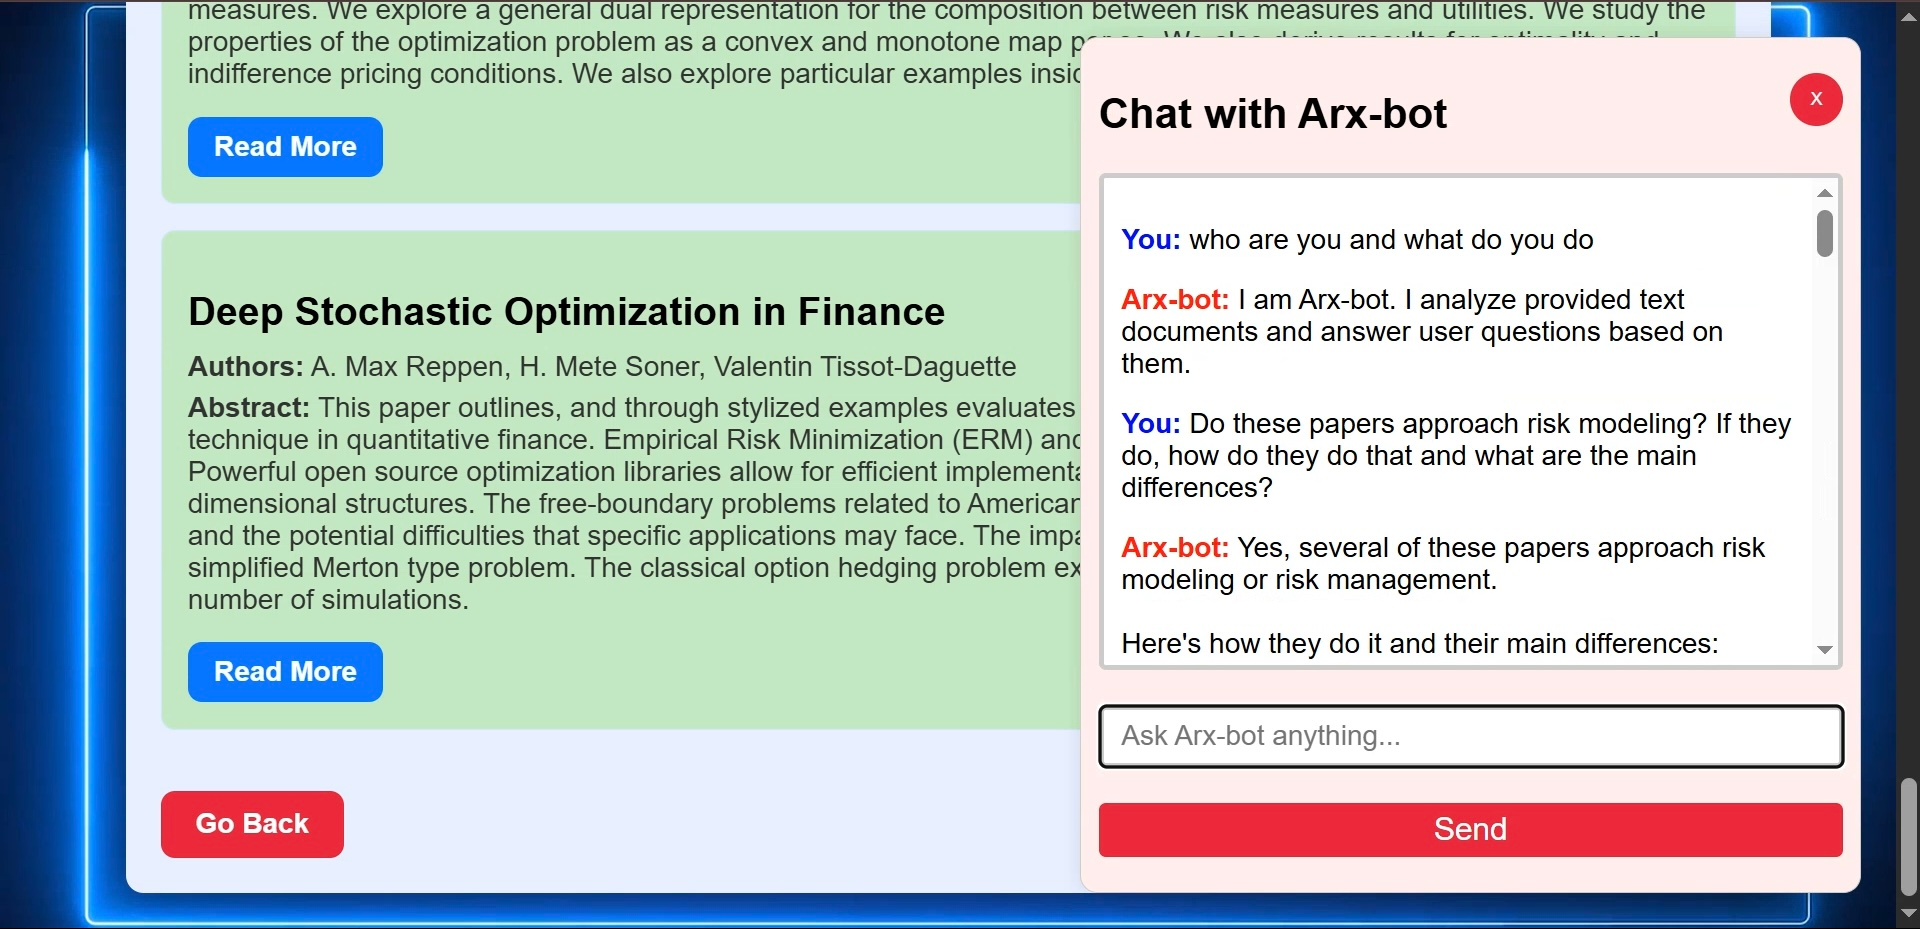 measures. We explore a general dual representation for the composition between risk measures and utilities. We study the
properties of the optimization problem as a convex and monotone map
indifference pricing conditions. We also explore particular examples
Read More
Deep Stochastic Optimization in Finance
Authors: A. Max Reppen, H. Mete Soner, Valentin Tissot-Daguette
Abstract: This paper outlines, and through stylized examples evaluates
technique in quantitative finance. Empirical Risk Minimization (ERM)
Powerful open source optimization libraries allow for efficient
dimensional structures. The free-boundary problems related to
and the potential difficulties that specific applications may face. The
simplified Merton type problem. The classical option hedging problem
number of simulations.
Read More
Go Back
Chat with Arx-bot
x
You: who are you and what do you do
Arx-bot: I am Arx-bot. I analyze provided text
documents and answer user questions based on
them.
You: Do these papers approach risk modeling? If they
do, how do they do that and what are the main
differences?
Arx-bot: Yes, several of these papers approach risk
modeling or risk management.
Here's how they do it and their main differences:
Ask Arx-bot anything...
Send